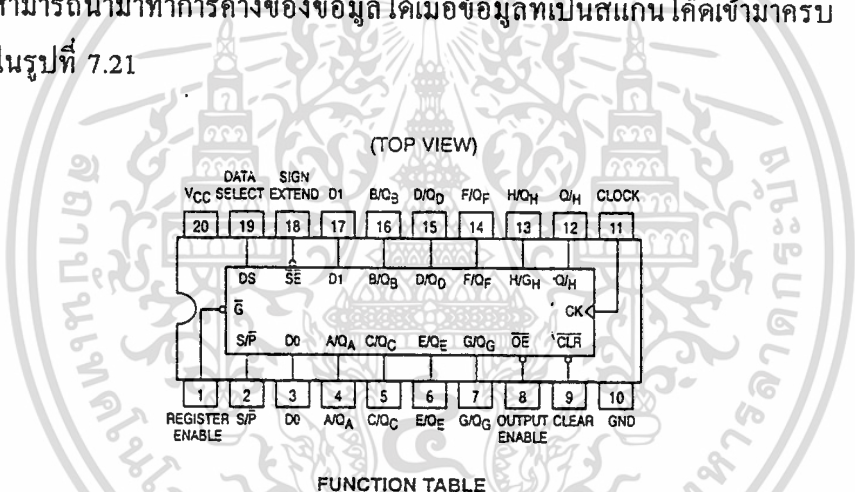 สามารถนำมาทำการค้างของข้อมูลได้เมื่อข้อมูลที่เป็นสแกนโค๊ดเข้ามาครบ
ในรูปที่ 7.21
(TOP VIEW)
DATA SIGN
VCC SELECT EXTEND D1 B/QB D/QD F/QF H/QH Q/H CLOCK
20 19 18 17 16 15 14 13 12 11
DS SE D1 B/QB D/QD F/QF H/GH Q/H
G CK
S/P D0 A/QA C/QC E/QE G/QG OE CLR
1 2 3 4 5 6 7 8 9 10
REGISTER S/P D0 A/QA C/QC E/QE G/QG OUTPUT CLEAR GND
ENABLE ENABLE
FUNCTION TABLE